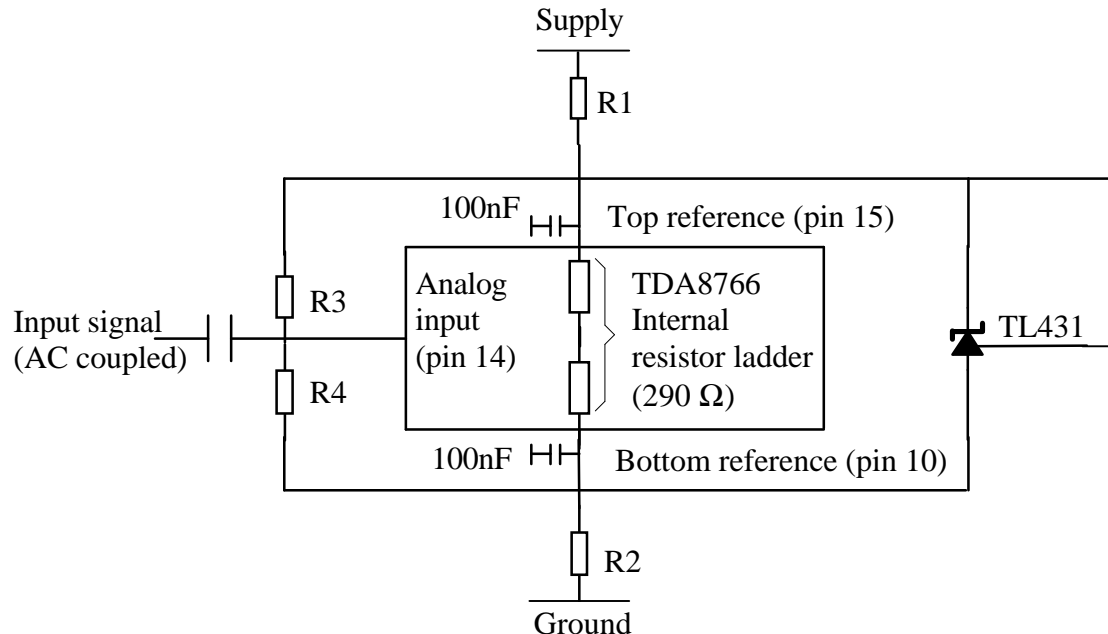 Supply
R1
100nF
Top reference (pin 15)
Analog
input
(pin 14)
TDA8766
Internal
resistor ladder
(290 Ω)
R3
Input signal
(AC coupled)
R4
TL431
100nF
Bottom reference (pin 10)
R2
Ground